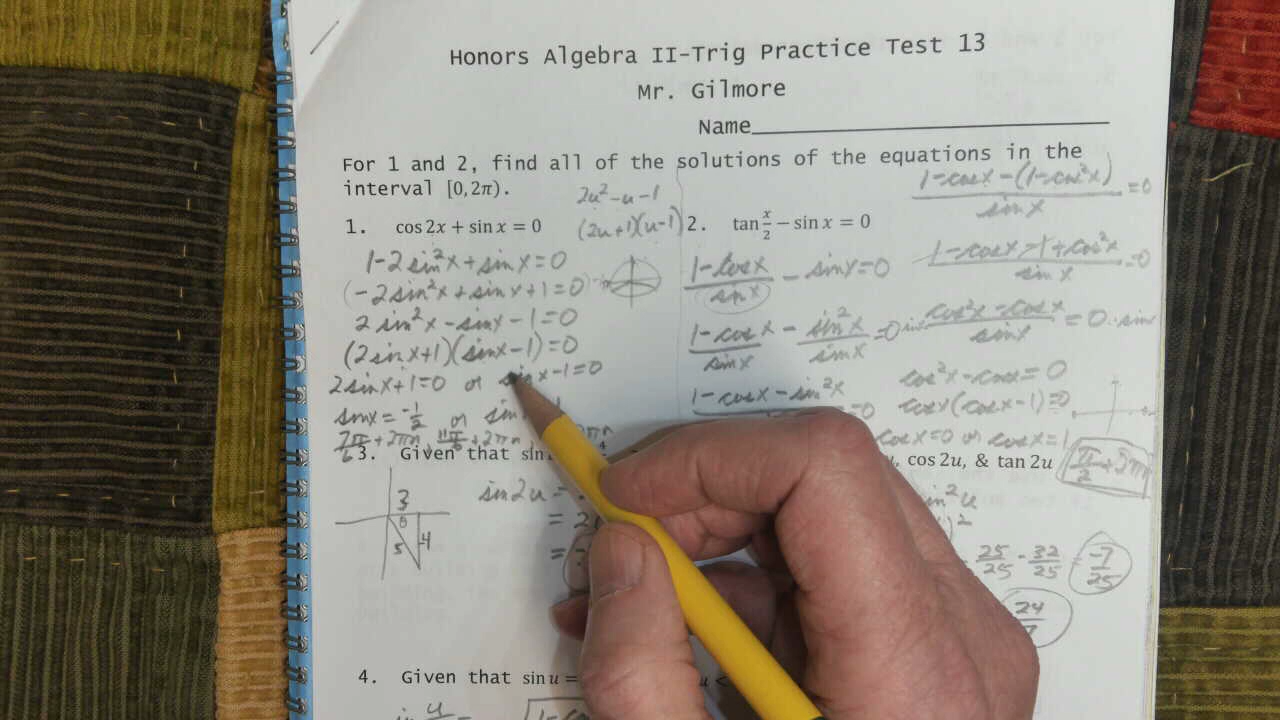 Honors Algebra II-Trig Practice Test 13
Mr. Gilmore
Name
For 1 and 2, find all of the solutions of the equations in the
interval [0, 2π).
1. cos 2x + sin x = 0
2u² - u - 1
(2u+1)(u-1)
1 - 2sin²x + sin x = 0
(-2sin²x + sin x + 1 = 0)
2sin²x - sin x - 1 = 0
(2sin x + 1)(sin x - 1) = 0
2sin x + 1 = 0 or sin x - 1 = 0
sin x = -1/2 or
7π/6 + 2πn 11π/6 + 2πn
2. tan x/2 − sin x = 0
(1 - cos x)/(sin x) - sin x = 0
(1 - cos x)/(sin x) - (sin²x)/(sin x) = 0
1 - cos x - sin²x
= 0
(1 - cos x - (1 - cos²x))/(sin x) = 0
(1 - cos x - 1 + cos²x)/(sin x) = 0
(cos²x - cos x)/(sin x) = 0 · sin
cos²x - cos x = 0
cos x (cos x - 1) = 0
cos x = 0 or cos x = 1
π/2 + 2πn
3. Given that sin
, cos 2u, & tan 2u
3
θ
5
-4
sin 2u =
=
=
sin²u
)²
25/25 - 32/25 = -7/25
24/7
4. Given that sin u =
u <